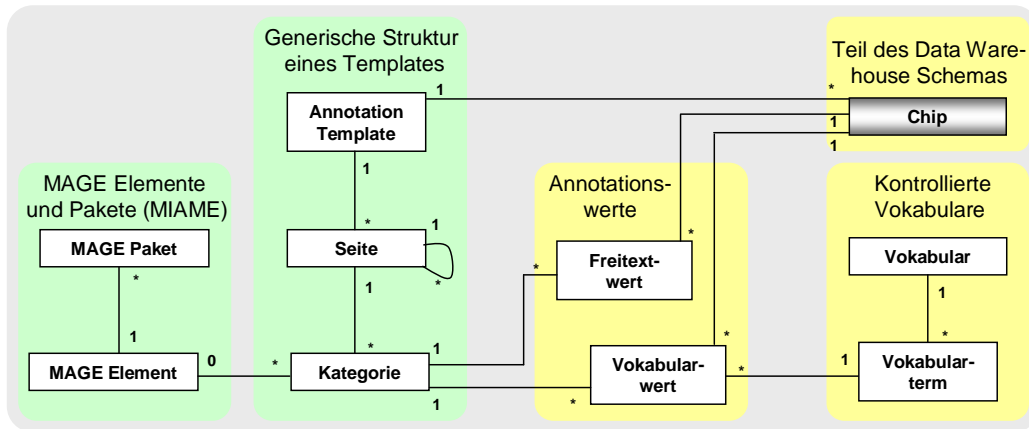 Generische Struktur
eines Templates
Teil des Data Ware-
house Schemas
1
*
Annotation
Template
Chip
1
1
1
MAGE Elemente
und Pakete (MIAME)
Annotations-
werte
Kontrollierte
Vokabulare
*
1
*
MAGE Paket
Seite
Freitext-
wert
Vokabular
*
*
*
1
1
1
*
*
*
1
0
*
1
1
*
MAGE Element
Kategorie
Vokabular-
wert
Vokabular-
term
1
*